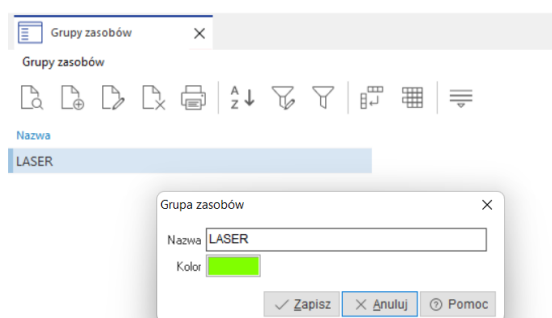 Grupy zasobów
Grupy zasobów
A
Z
Nazwa
LASER
Grupa zasobów
Nazwa LASER
Kolor
Zapisz Anuluj Pomoc